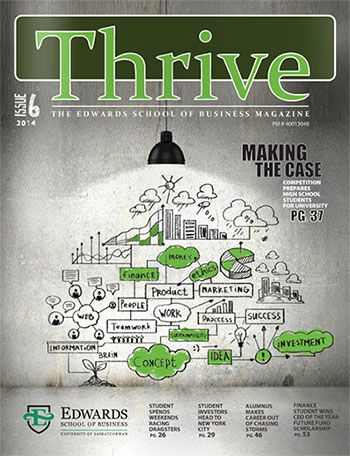 Thrive
ISSUE 6
2014
THE EDWARDS SCHOOL OF BUSINESS MAGAZINE
PM # 40013048
MAKING
THE CASE
COMPETITION
PREPARES
HIGH SCHOOL
STUDENTS
FOR UNIVERSITY
PG. 37
MONEY
finance
ethics
PRODUCT
MARKETING
PEOPLE
WEB
WORK
PROCESS
SUCCESS
Teamwork
SUSTAINABILITY
INVESTMENT
INFORMATION
BRAIN
CONCEPT
IDEA
EDWARDS
SCHOOL OF BUSINESS
UNIVERSITY OF SASKATCHEWAN
STUDENT
SPENDS
WEEKENDS
RACING
DRAGSTERS
PG. 26
STUDENT
INVESTORS
HEAD TO
NEW YORK
CITY
PG. 29
ALUMNUS
MAKES
CAREER OUT
OF CHASING
STORMS
PG. 46
FINANCE
STUDENT WINS
CEO OF THE YEAR
FUTURE FUND
SCHOLARSHIP
PG. 53